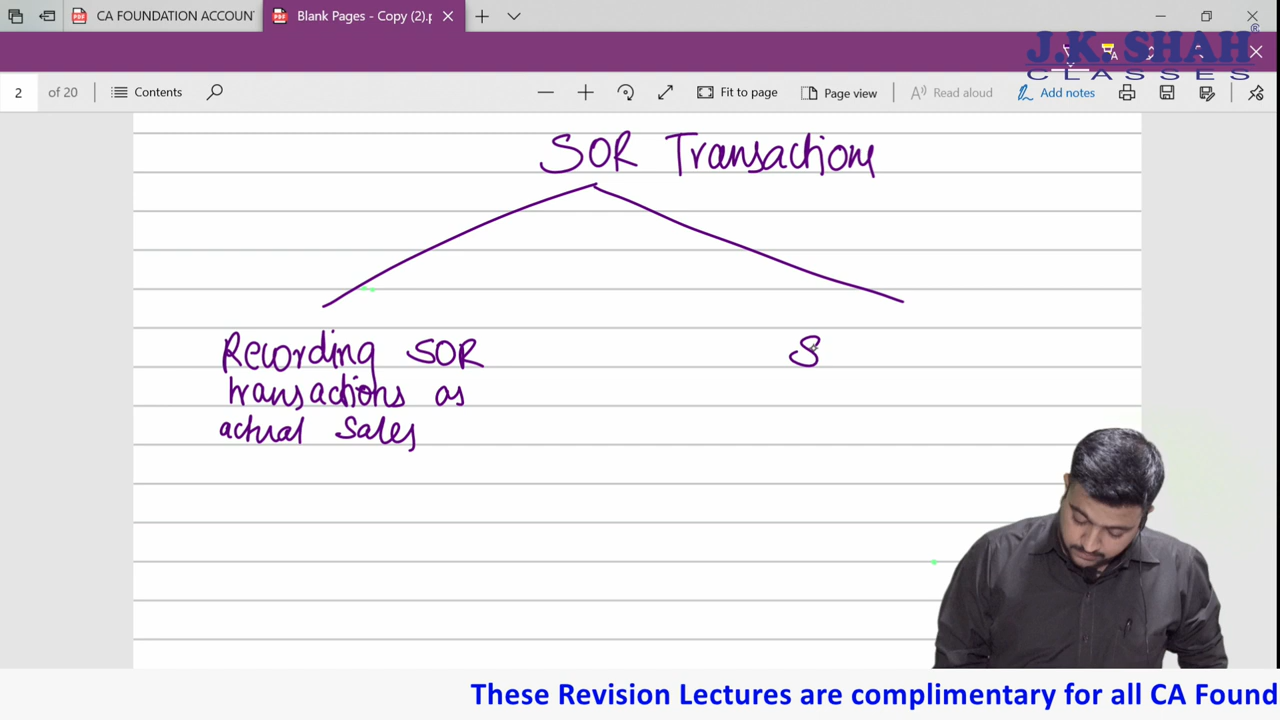 CA FOUNDATION ACCOUN
Blank Pages - Copy (2).p
J.K. SHAH®
CLASSES
2 of 20 Contents Fit to page Page view Read aloud Add notes
SOR Transactions
Recording SOR
transactions as
actual sales
S
These Revision Lectures are complimentary for all CA Found